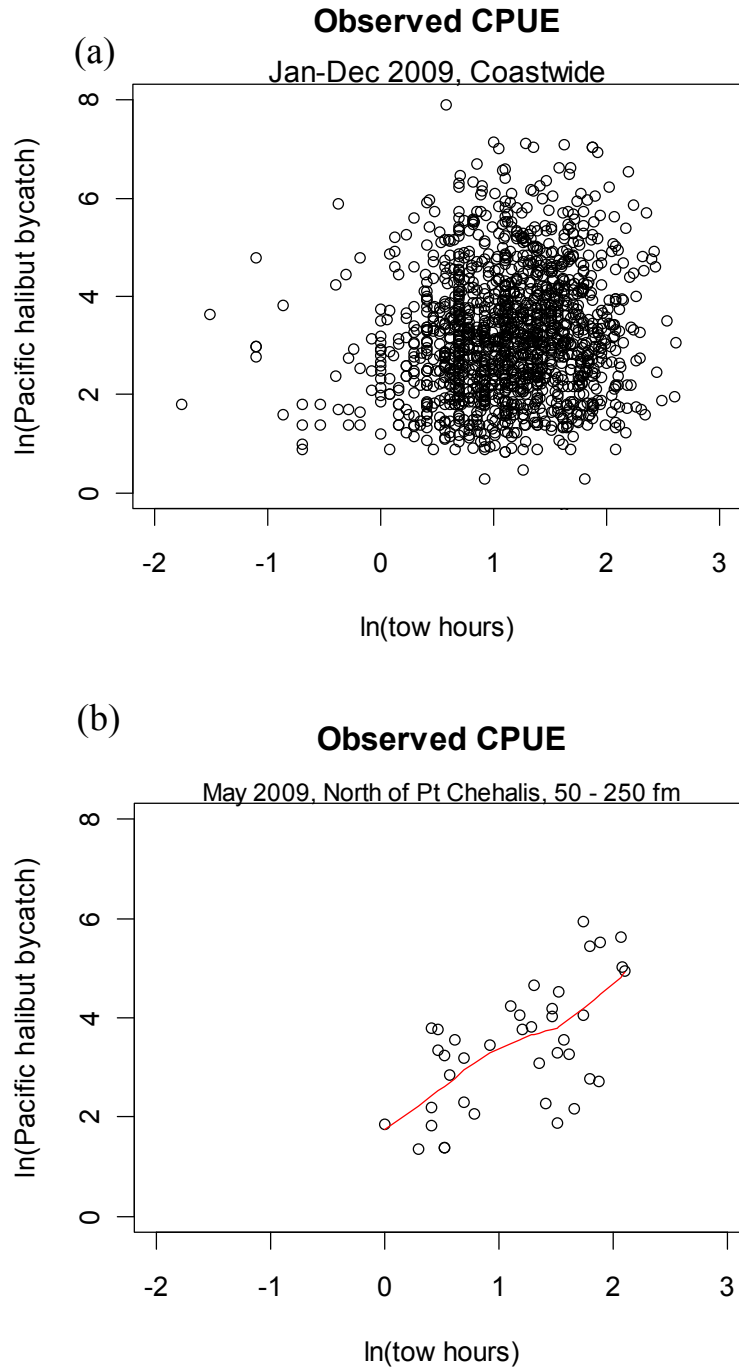 (a)
Observed CPUE
Jan-Dec 2009, Coastwide
ln(Pacific halibut bycatch)
8
6
4
2
0
-2 -1 0 1 2 3
ln(tow hours)
(b)
Observed CPUE
May 2009, North of Pt Chehalis, 50 - 250 fm
ln(Pacific halibut bycatch)
8
6
4
2
0
-2 -1 0 1 2 3
ln(tow hours)